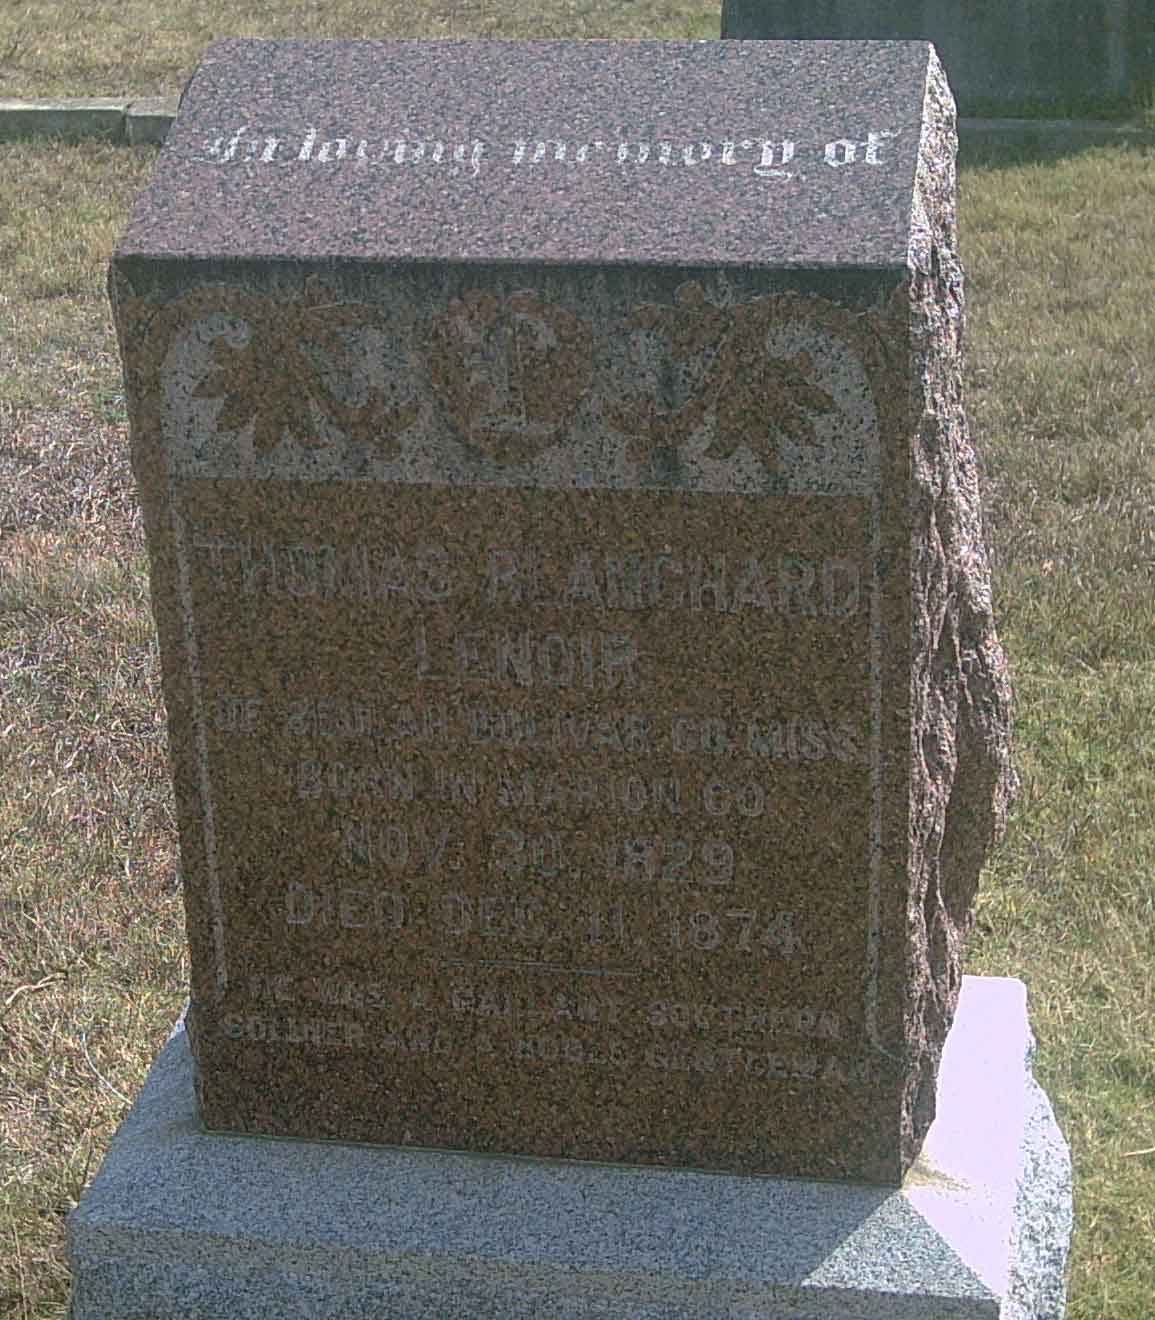 In loving memory of
L
THOMAS BLANCHARD
LENOIR
OF BEULAH BOLIVAR CO. MISS.
BORN IN MARION CO
NOV. 30, 1829
DIED DEC. 11, 1874
HE WAS A GALLANT SOUTHERN
SOLDIER AND A NOBLE GENTLEMAN